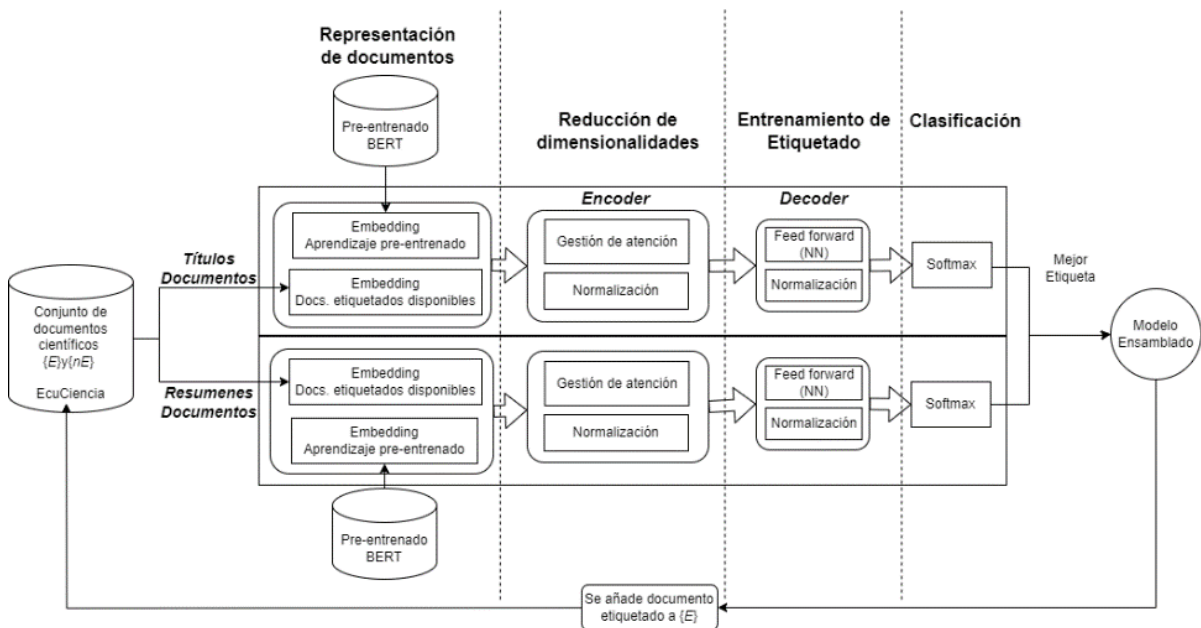 Representación
de documentos
Pre-entrenado
BERT
Reducción de
dimensionalidades
Entrenamiento de
Etiquetado
Clasificación
Encoder
Decoder
Embedding
Aprendizaje pre-entrenado
Embedding
Docs. etiquetados disponibles
Gestión de atención
Normalización
Feed forward
(NN)
Normalización
Softmax
Títulos
Documentos
Conjunto de
documentos
científicos
{E}y{nE}
EcuCiencia
Resumenes
Documentos
Embedding
Docs. etiquetados disponibles
Embedding
Aprendizaje pre-entrenado
Gestión de atención
Normalización
Feed forward
(NN)
Normalización
Softmax
Mejor
Etiqueta
Modelo
Ensamblado
Pre-entrenado
BERT
Se añade documento
etiquetado a {E}